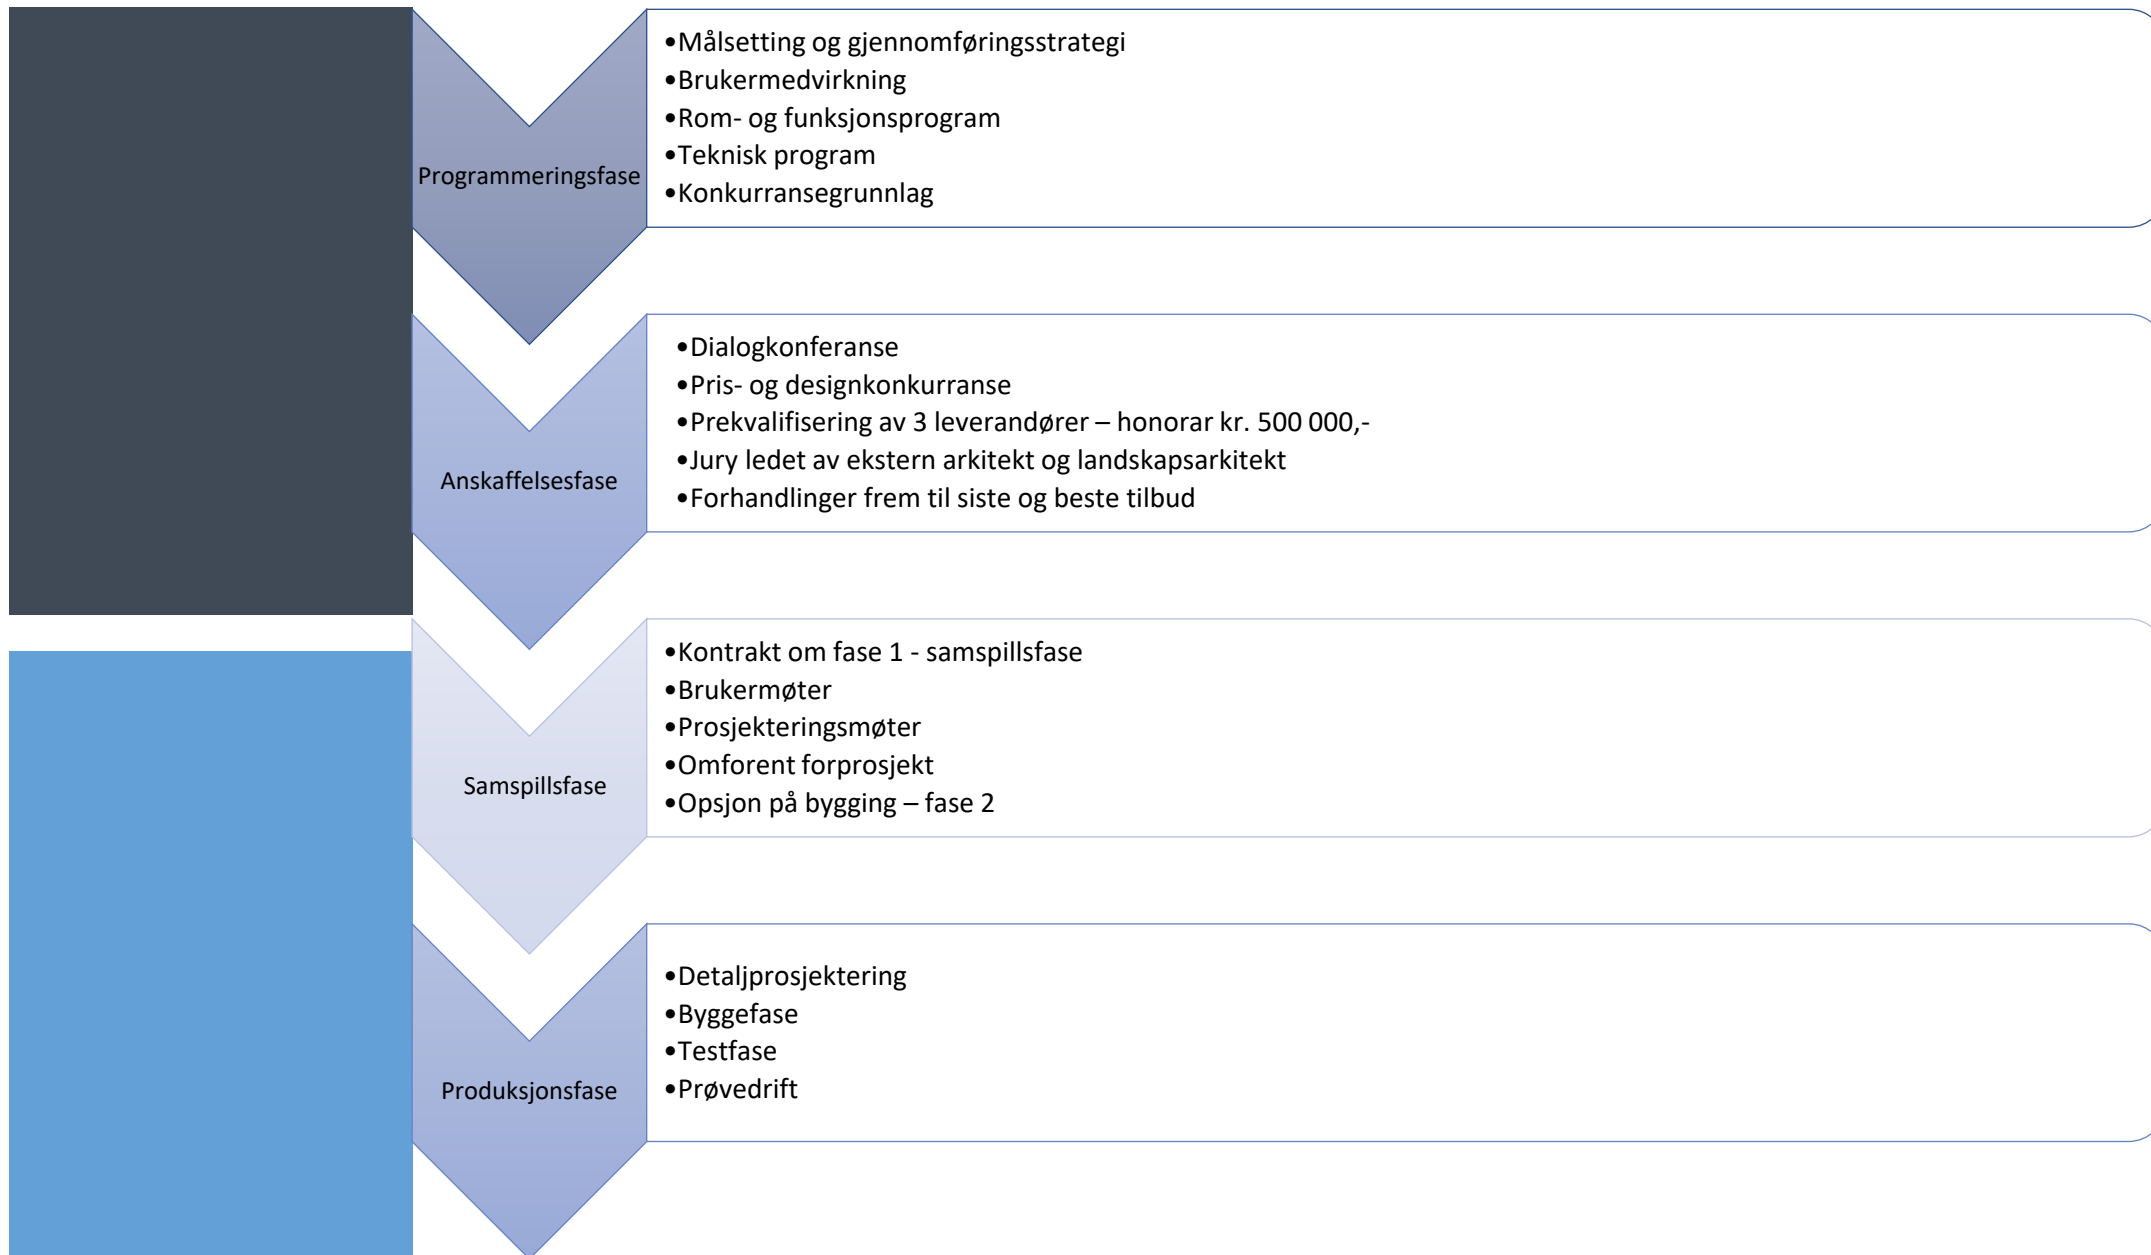 Programmeringsfase
•Målsetting og gjennomføringsstrategi
•Brukermedvirkning
•Rom- og funksjonsprogram
•Teknisk program
•Konkurransegrunnlag
Anskaffelsesfase
•Dialogkonferanse
•Pris- og designkonkurranse
•Prekvalifisering av 3 leverandører – honorar kr. 500 000,-
•Jury ledet av ekstern arkitekt og landskapsarkitekt
•Forhandlinger frem til siste og beste tilbud
Samspillsfase
•Kontrakt om fase 1 - samspillsfase
•Brukermøter
•Prosjekteringsmøter
•Omforent forprosjekt
•Opsjon på bygging – fase 2
Produksjonsfase
•Detaljprosjektering
•Byggefase
•Testfase
•Prøvedrift